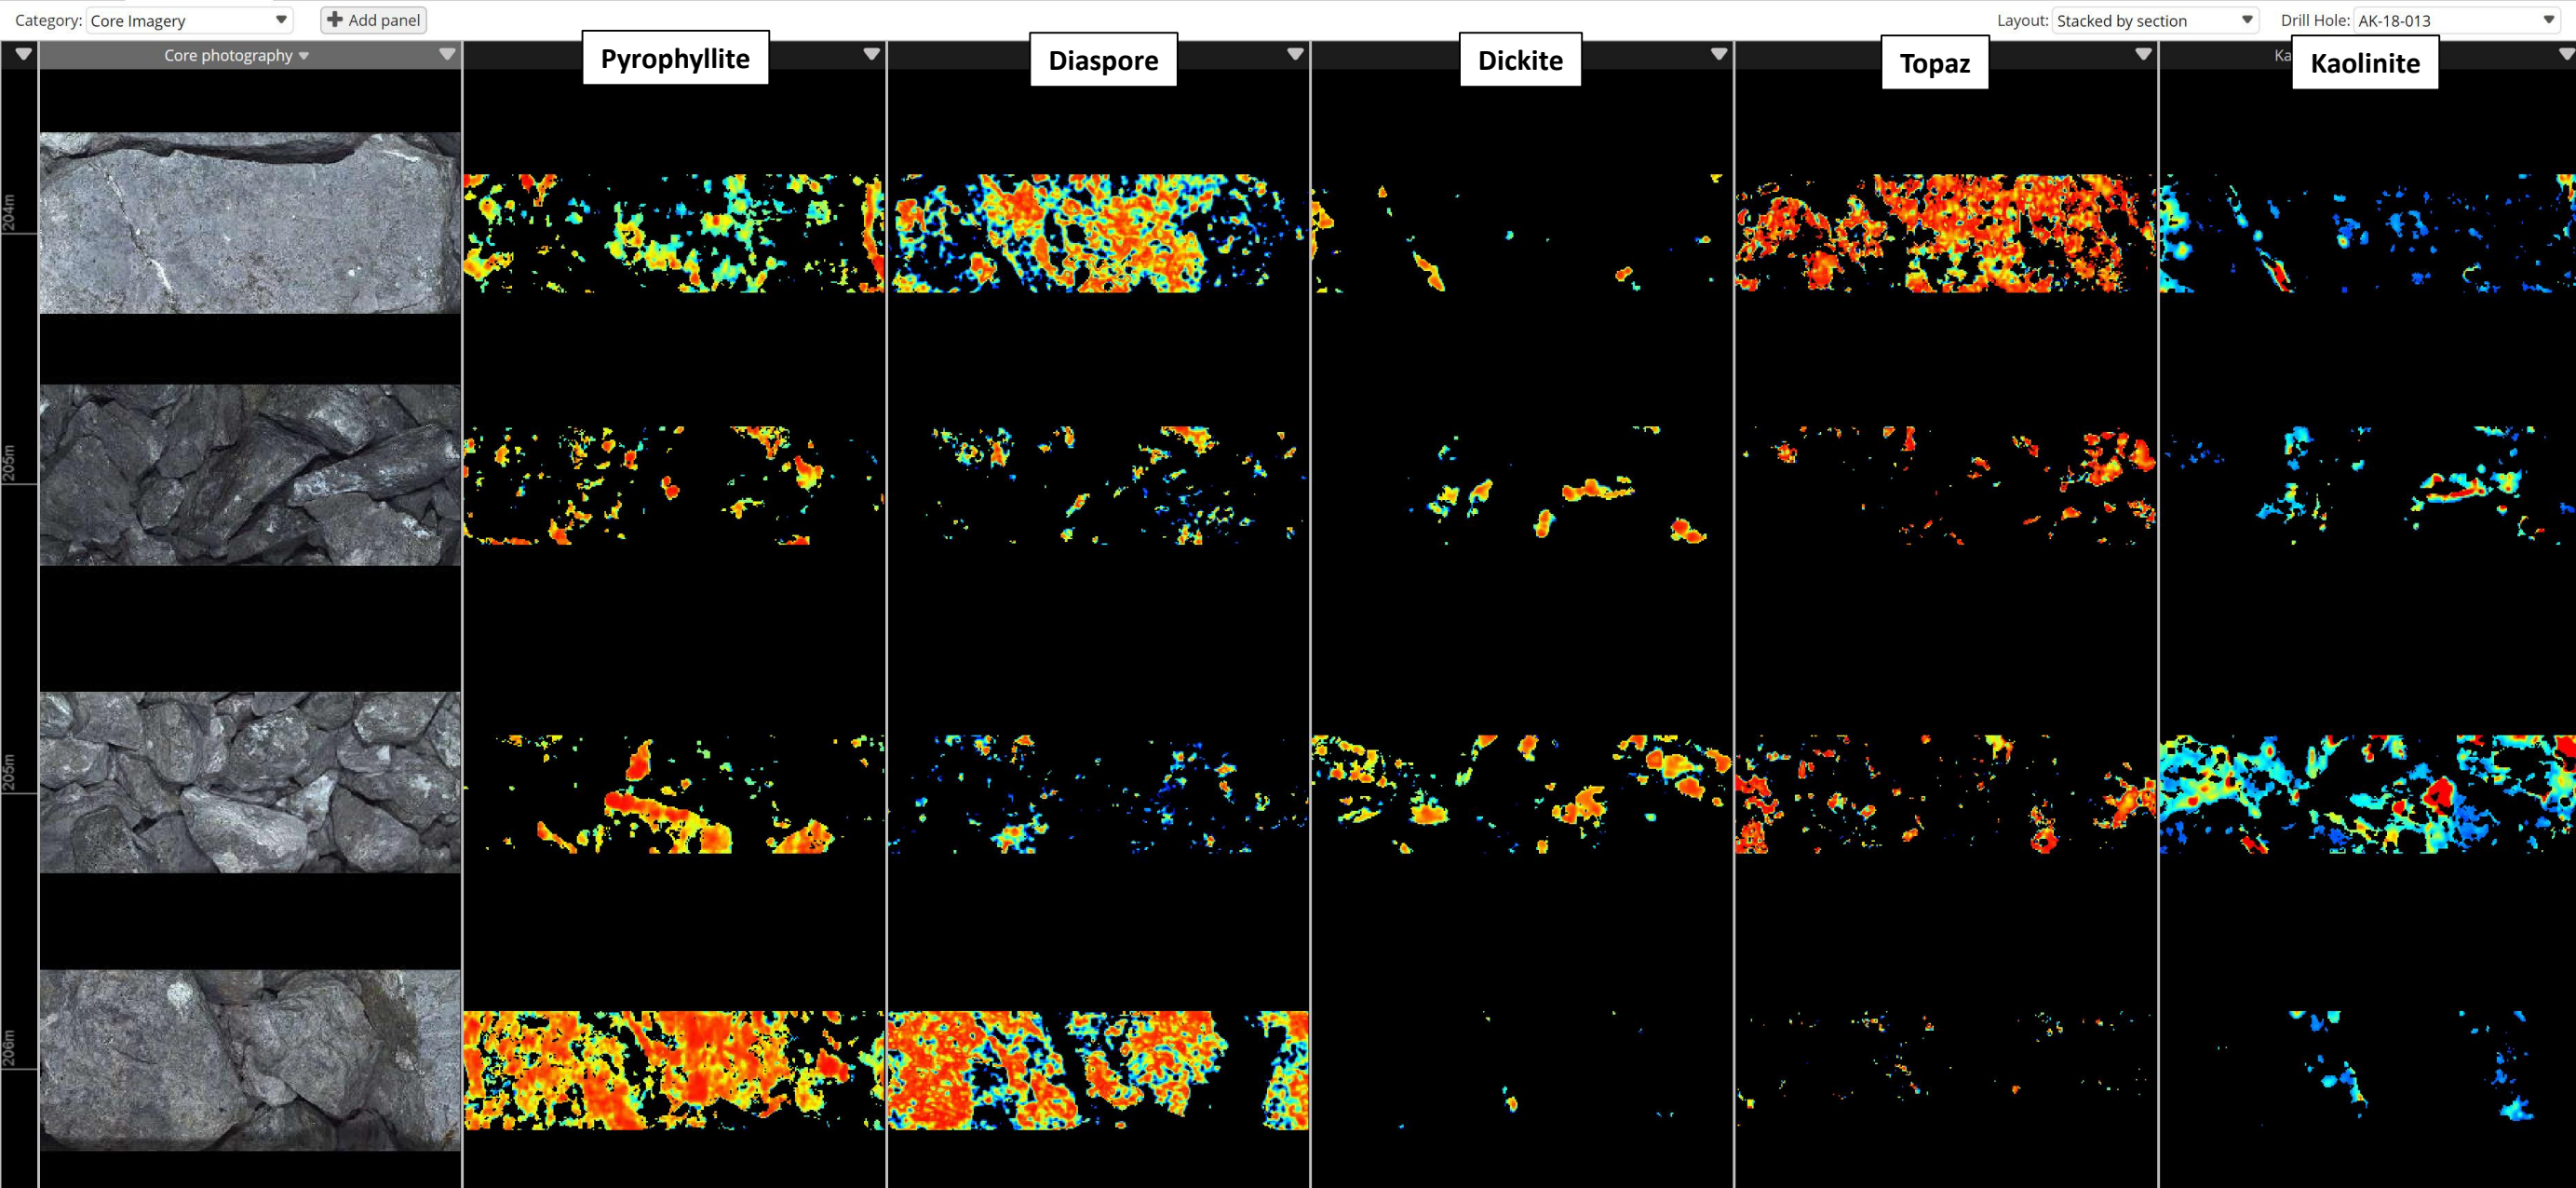 Category: Core Imagery
Add panel
Layout: Stacked by section
Drill Hole: AK-18-013
Core photography
Pyrophyllite
Diaspore
Dickite
Topaz
Ka
Kaolinite
204m
205m
205m
206m